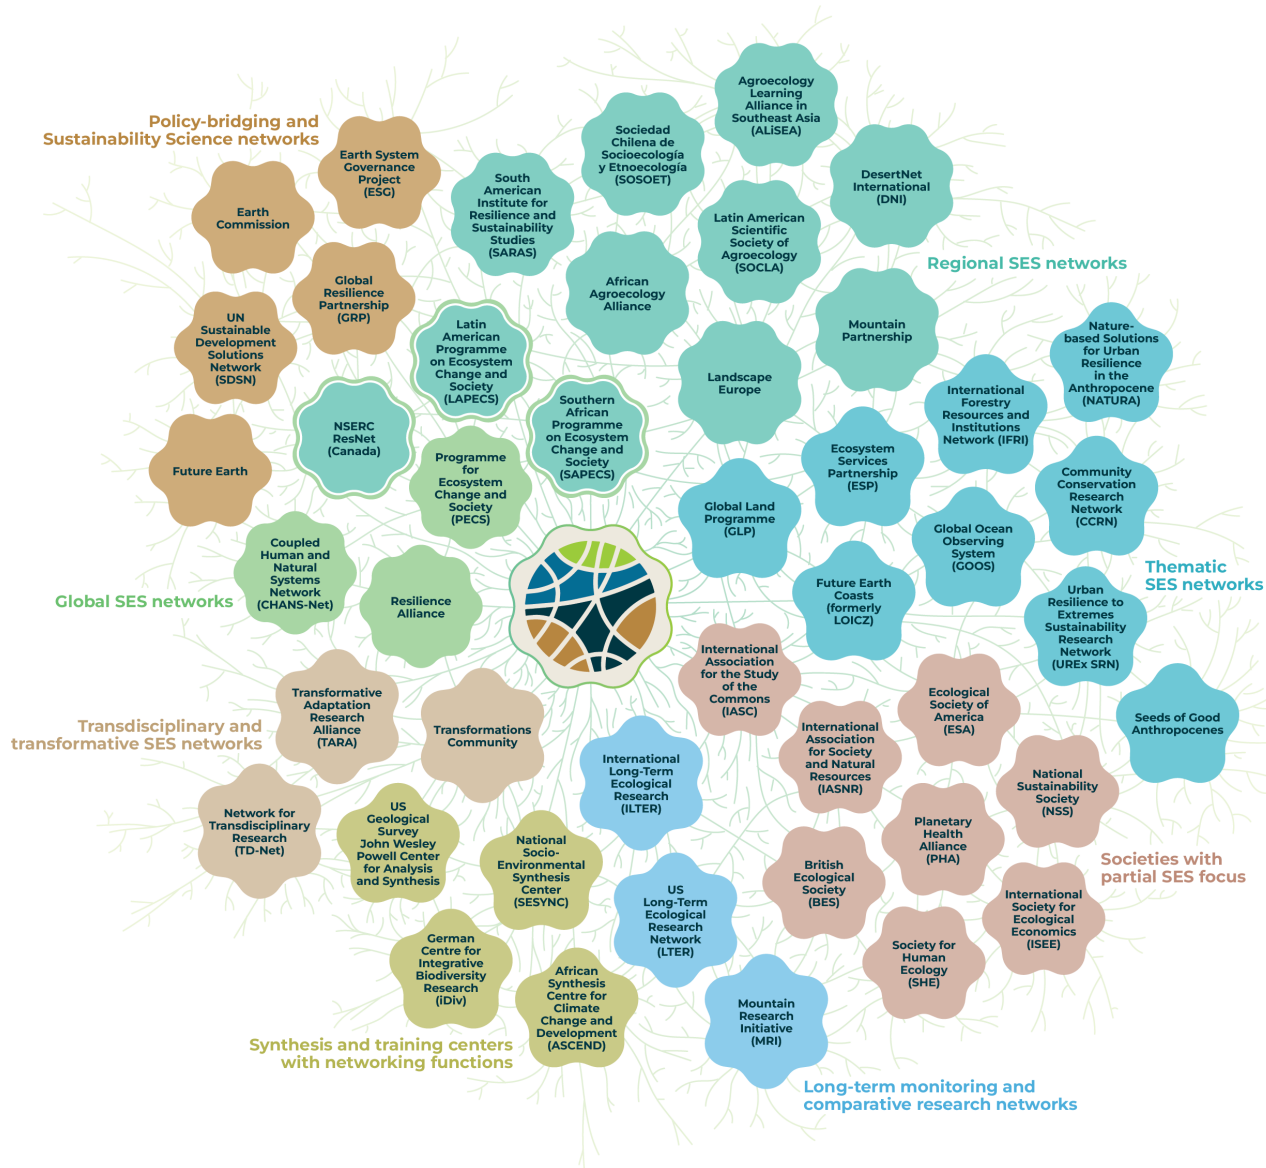 Policy-bridging and
Sustainability Science networks
Earth System
Governance
Project
(ESG)
Earth
Commission
Global
Resilience
Partnership
(GRP)
UN
Sustainable
Development
Solutions
Network
(SDSN)
Future Earth
South
American
Institute for
Resilience and
Sustainability
Studies
(SARAS)
Sociedad
Chilena de
Socioecología
y Etnoecología
(SOSOET)
Agroecology
Learning
Alliance in
Southeast Asia
(ALiSEA)
DesertNet
International
(DNI)
Latin American
Scientific
Society of
Agroecology
(SOCLA)
African
Agroecology
Alliance
Mountain
Partnership
Landscape
Europe
Regional SES networks
Latin
American
Programme
on Ecosystem
Change and
Society
(LAPECS)
Southern
African
Programme
on Ecosystem
Change and
Society
(SAPECS)
NSERC
ResNet
(Canada)
Programme
for
Ecosystem
Change and
Society
(PECS)
Coupled
Human and
Natural
Systems
Network
(CHANS-Net)
Resilience
Alliance
Global SES networks
Nature-
based Solutions
for Urban
Resilience
in the
Anthropocene
(NATURA)
International
Forestry
Resources and
Institutions
Network (IFRI)
Ecosystem
Services
Partnership
(ESP)
Community
Conservation
Research
Network
(CCRN)
Global Land
Programme
(GLP)
Global Ocean
Observing
System
(GOOS)
Future Earth
Coasts
(formerly
LOICZ)
Urban
Resilience to
Extremes
Sustainability
Research
Network
(UREx SRN)
Seeds of Good
Anthropocenes
Thematic
SES networks
Transdisciplinary and
transformative SES networks
Transformative
Adaptation
Research
Alliance
(TARA)
Transformations
Community
Network for
Transdisciplinary
Research
(TD-Net)
US
Geological
Survey
John Wesley
Powell Center
for Analysis
and Synthesis
National
Socio-
Environmental
Synthesis
Center
(SESYNC)
German
Centre for
Integrative
Biodiversity
Research
(iDiv)
African
Synthesis
Centre for
Climate
Change and
Development
(ASCEND)
Synthesis and training centers
with networking functions
International
Long-Term
Ecological
Research
(ILTER)
US
Long-Term
Ecological
Research
Network
(LTER)
Mountain
Research
Initiative
(MRI)
Long-term monitoring and
comparative research networks
International
Association
for the Study
of the
Commons
(IASC)
International
Association
for Society
and Natural
Resources
(IASNR)
Ecological
Society of
America
(ESA)
National
Sustainability
Society
(NSS)
Planetary
Health
Alliance
(PHA)
British
Ecological
Society
(BES)
International
Society for
Ecological
Economics
(ISEE)
Society for
Human
Ecology
(SHE)
Societies with
partial SES focus